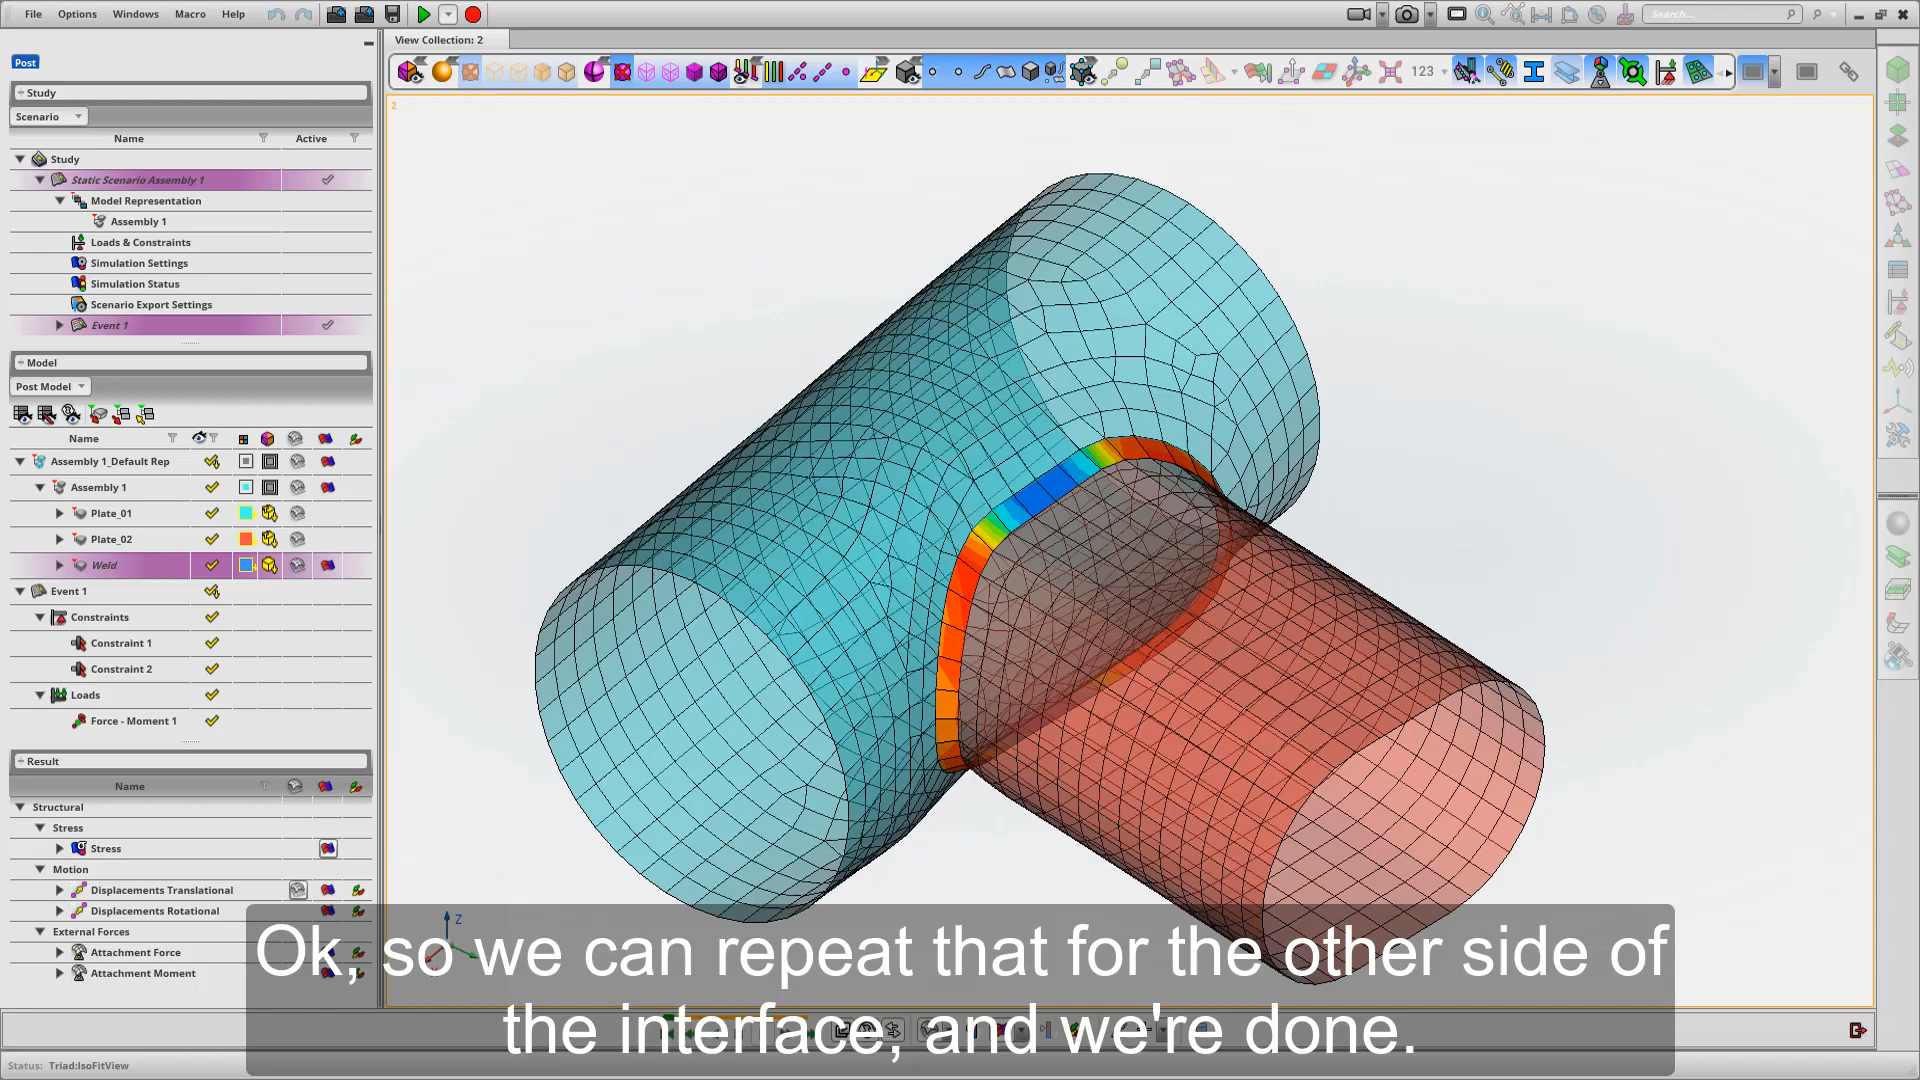 File Options Windows Macro Help
Search...
View Collection: 2
Post
Study
Scenario
Name Active
Study
Static Scenario Assembly 1
Model Representation
Assembly 1
Loads & Constraints
Simulation Settings
Simulation Status
Scenario Export Settings
Event 1
Model
Post Model
Name
Assembly 1_Default Rep
Assembly 1
Plate_01
Plate_02
Weld
Event 1
Constraints
Constraint 1
Constraint 2
Loads
Force - Moment 1
Result
Name
Structural
Stress
Stress
Motion
Displacements Translational
Displacements Rotational
External Forces
Attachment Force
Attachment Moment
123
2
Z
Ok, so we can repeat that for the other side of
the interface, and we're done.
Status: Triad:IsoFitView